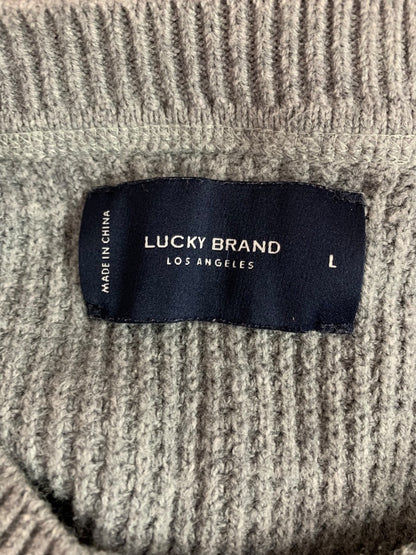 LUCKY BRAND
LOS ANGELES
L
MADE IN CHINA